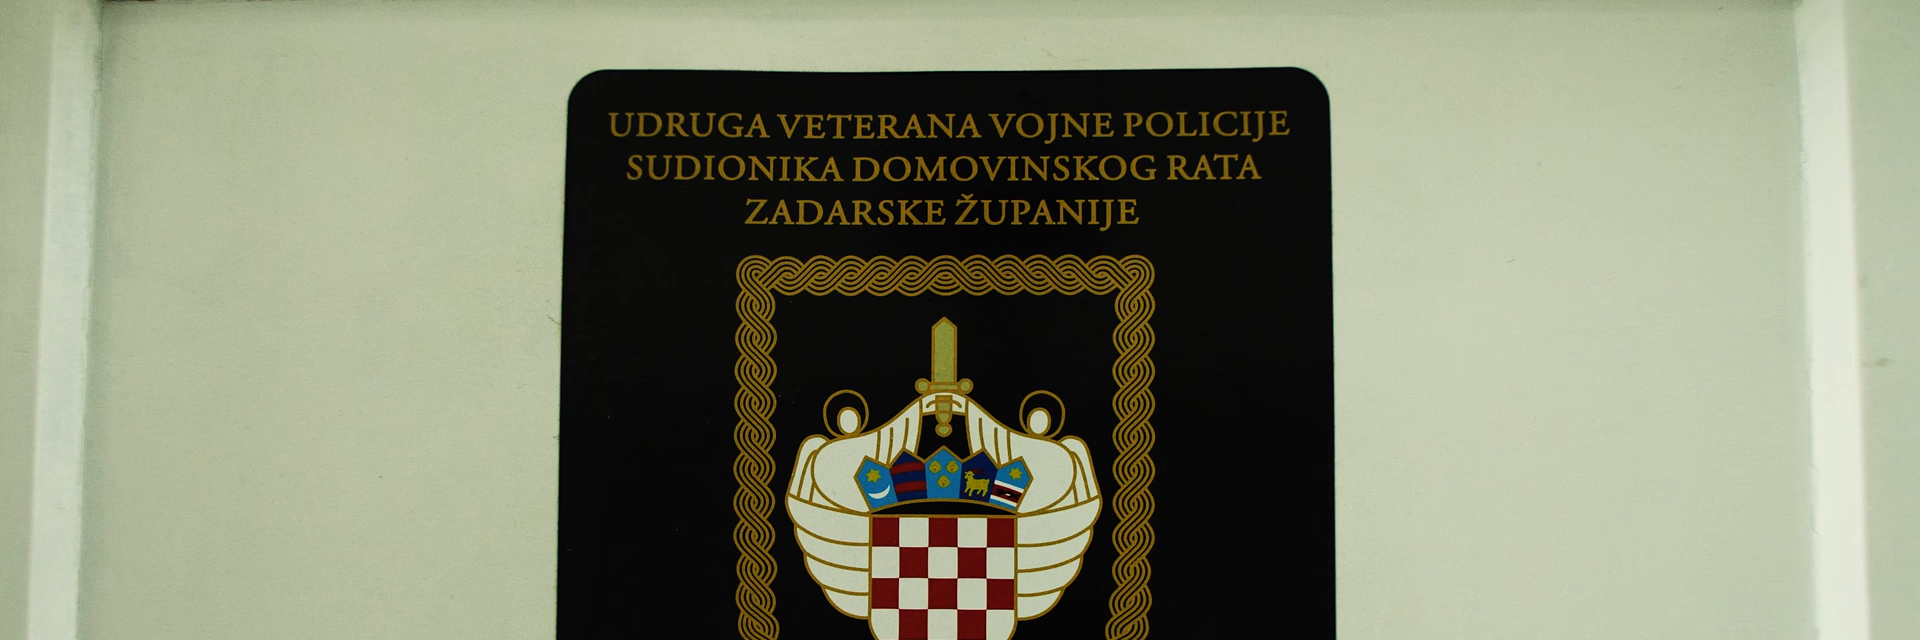 UDRUGA VETERANA VOJNE POLICIJE
SUDIONIKA DOMOVINSKOG RATA
ZADARSKE ŽUPANIJE